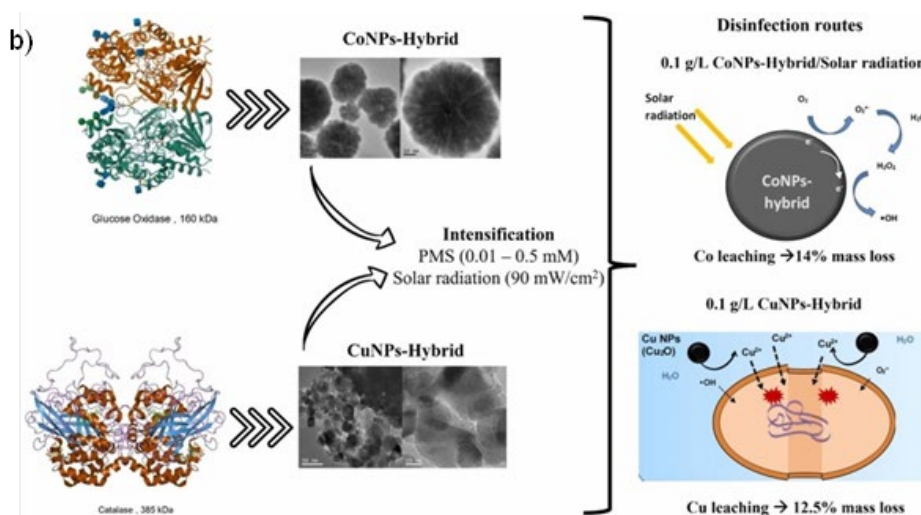 b)
CoNPs-Hybrid
Glucose Oxidase , 160 kDa
Intensification
PMS (0.01 – 0.5 mM)
Solar radiation (90 mW/cm²)
CuNPs-Hybrid
Catalase , 385 kDa
Disinfection routes
0.1 g/L CoNPs-Hybrid/Solar radiation
Solar
radiation
O₂
O₂•
e⁻
H₂O₂
CoNPs-
hybrid
•OH
Co leaching →14% mass loss
0.1 g/L CuNPs-Hybrid
Cu NPs
(Cu₂O)
Cu²⁺
Cu²⁺
Cu²⁺
H₂O
H₂O
•OH
O₂•⁻
Cu leaching → 12.5% mass loss